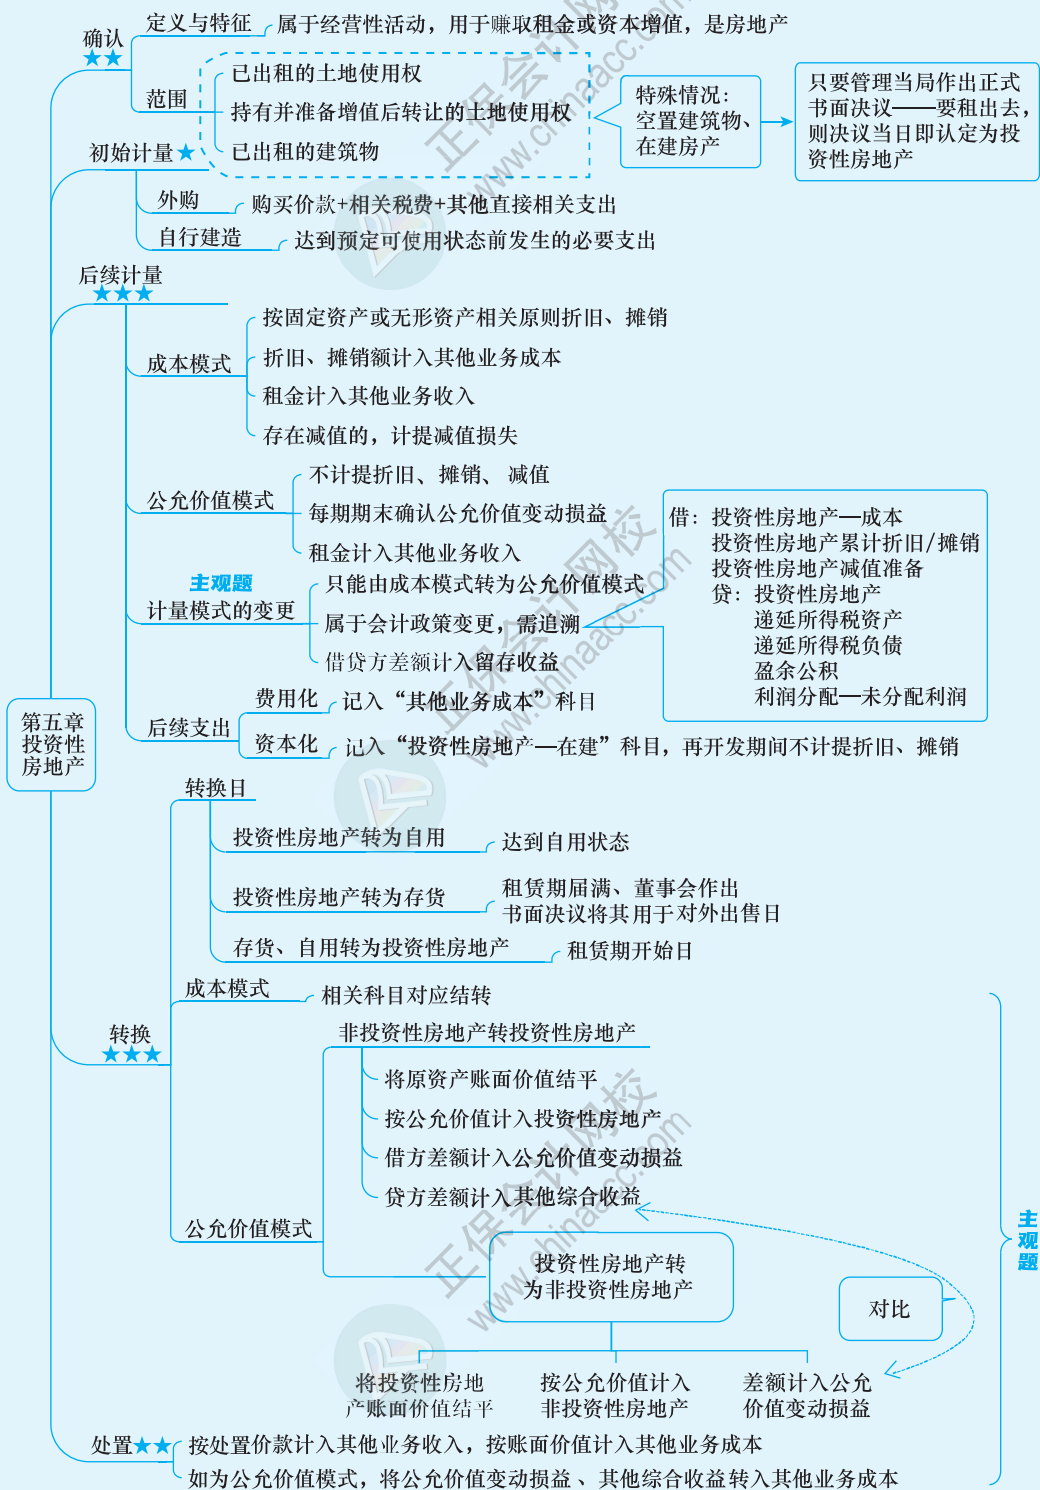 第五章
投资性
房地产
确认
★★
定义与特征
属于经营性活动，用于赚取租金或资本增值，是房地产
范围
已出租的土地使用权
持有并准备增值后转让的土地使用权
已出租的建筑物
特殊情况：
空置建筑物、
在建房产
只要管理当局作出正式
书面决议——要租出去，
则决议当日即认定为投
资性房地产
初始计量★
外购
购买价款+相关税费+其他直接相关支出
自行建造
达到预定可使用状态前发生的必要支出
后续计量
★★★
成本模式
按固定资产或无形资产相关原则折旧、摊销
折旧、摊销额计入其他业务成本
租金计入其他业务收入
存在减值的，计提减值损失
公允价值模式
不计提折旧、摊销、减值
每期期末确认公允价值变动损益
租金计入其他业务收入
主观题
计量模式的变更
只能由成本模式转为公允价值模式
属于会计政策变更，需追溯
借贷方差额计入留存收益
借：投资性房地产—成本
投资性房地产累计折旧/摊销
投资性房地产减值准备
贷：投资性房地产
递延所得税资产
递延所得税负债
盈余公积
利润分配—未分配利润
后续支出
费用化
记入“其他业务成本”科目
资本化
记入“投资性房地产—在建”科目，再开发期间不计提折旧、摊销
转换
★★★
转换日
投资性房地产转为自用
达到自用状态
投资性房地产转为存货
租赁期届满、董事会作出
书面决议将其用于对外出售日
存货、自用转为投资性房地产
租赁期开始日
成本模式
相关科目对应结转
公允价值模式
非投资性房地产转投资性房地产
将原资产账面价值结平
按公允价值计入投资性房地产
借方差额计入公允价值变动损益
贷方差额计入其他综合收益
投资性房地产转
为非投资性房地产
将投资性房地
产账面价值结平
按公允价值计入
非投资性房地产
差额计入公允
价值变动损益
对比
主
观
题
处置★★
按处置价款计入其他业务收入，按账面价值计入其他业务成本
如为公允价值模式，将公允价值变动损益、其他综合收益转入其他业务成本
正保会计网校
www.chinaacc.com
正保会计网校
www.chinaacc.com
正保会计网校
www.chinaacc.com